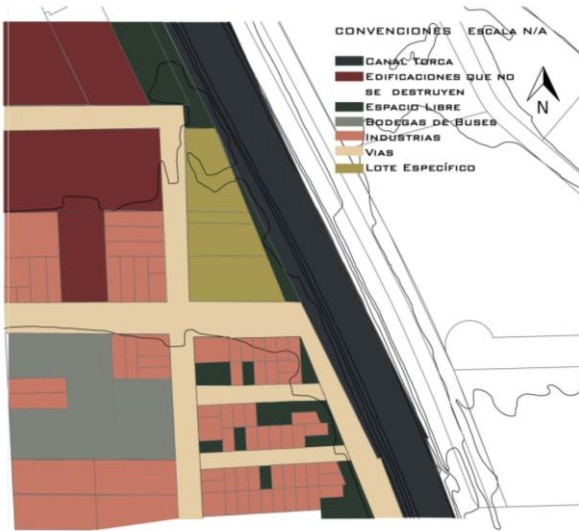 CONVENCIONES ESCALA N/A
CANAL TORCA
EDIFICACIONES QUE NO
SE DESTRUYEN
ESPACIO LIBRE
BODEGAS DE BUSES
INDUSTRIAS
VIAS
LOTE ESPECÍFICO
N